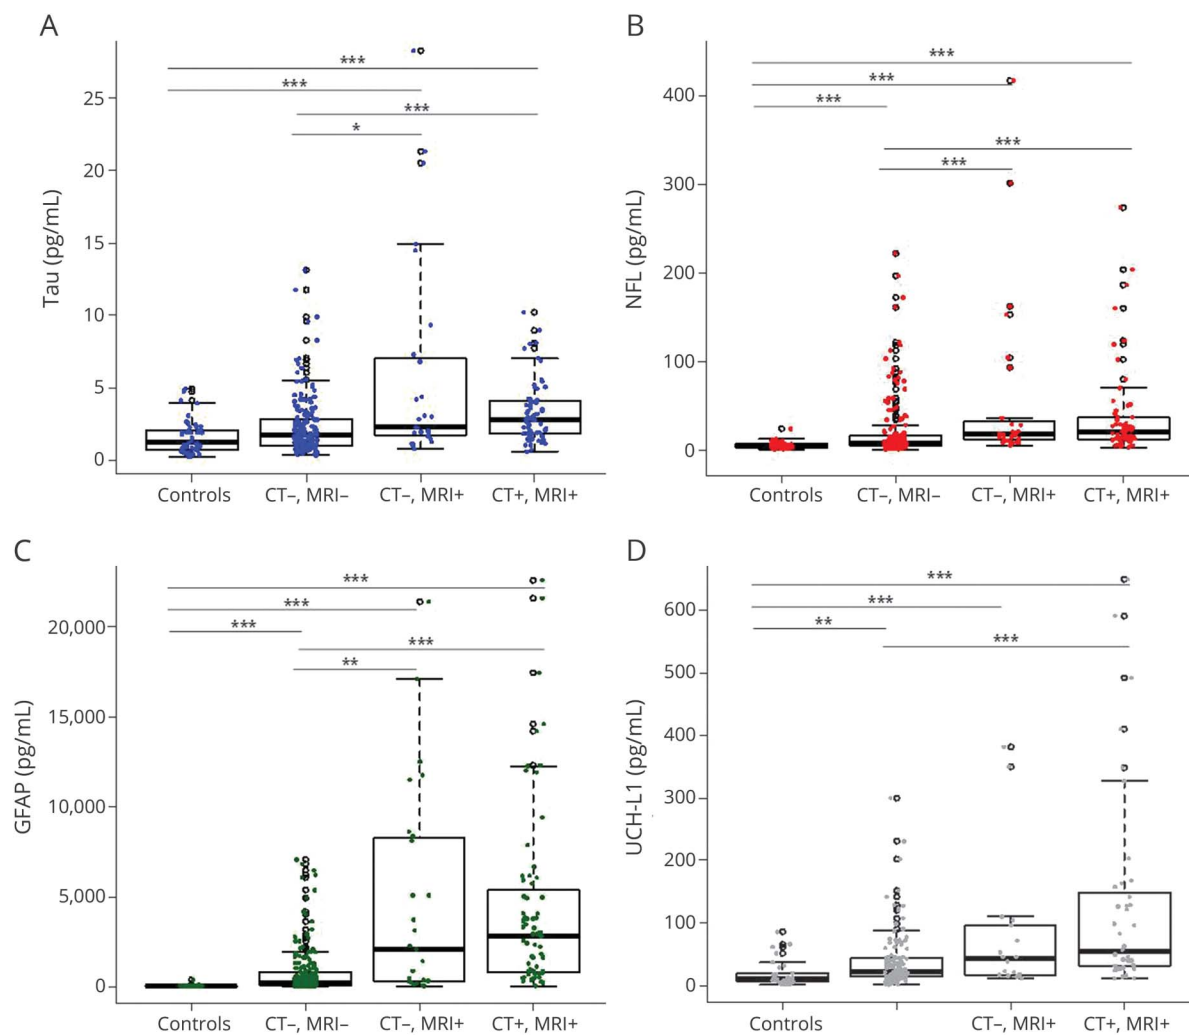 A
Tau (pg/mL)
25
20
15
10
5
0
***
***
***
*
Controls
CT–, MRI–
CT–, MRI+
CT+, MRI+
B
NFL (pg/mL)
400
300
200
100
0
***
***
***
***
***
Controls
CT–, MRI–
CT–, MRI+
CT+, MRI+
C
GFAP (pg/mL)
20,000
15,000
10,000
5,000
0
***
***
***
***
**
Controls
CT–, MRI–
CT–, MRI+
CT+, MRI+
D
UCH-L1 (pg/mL)
600
500
400
300
200
100
0
***
***
**
***
Controls
CT–, MRI+
CT+, MRI+